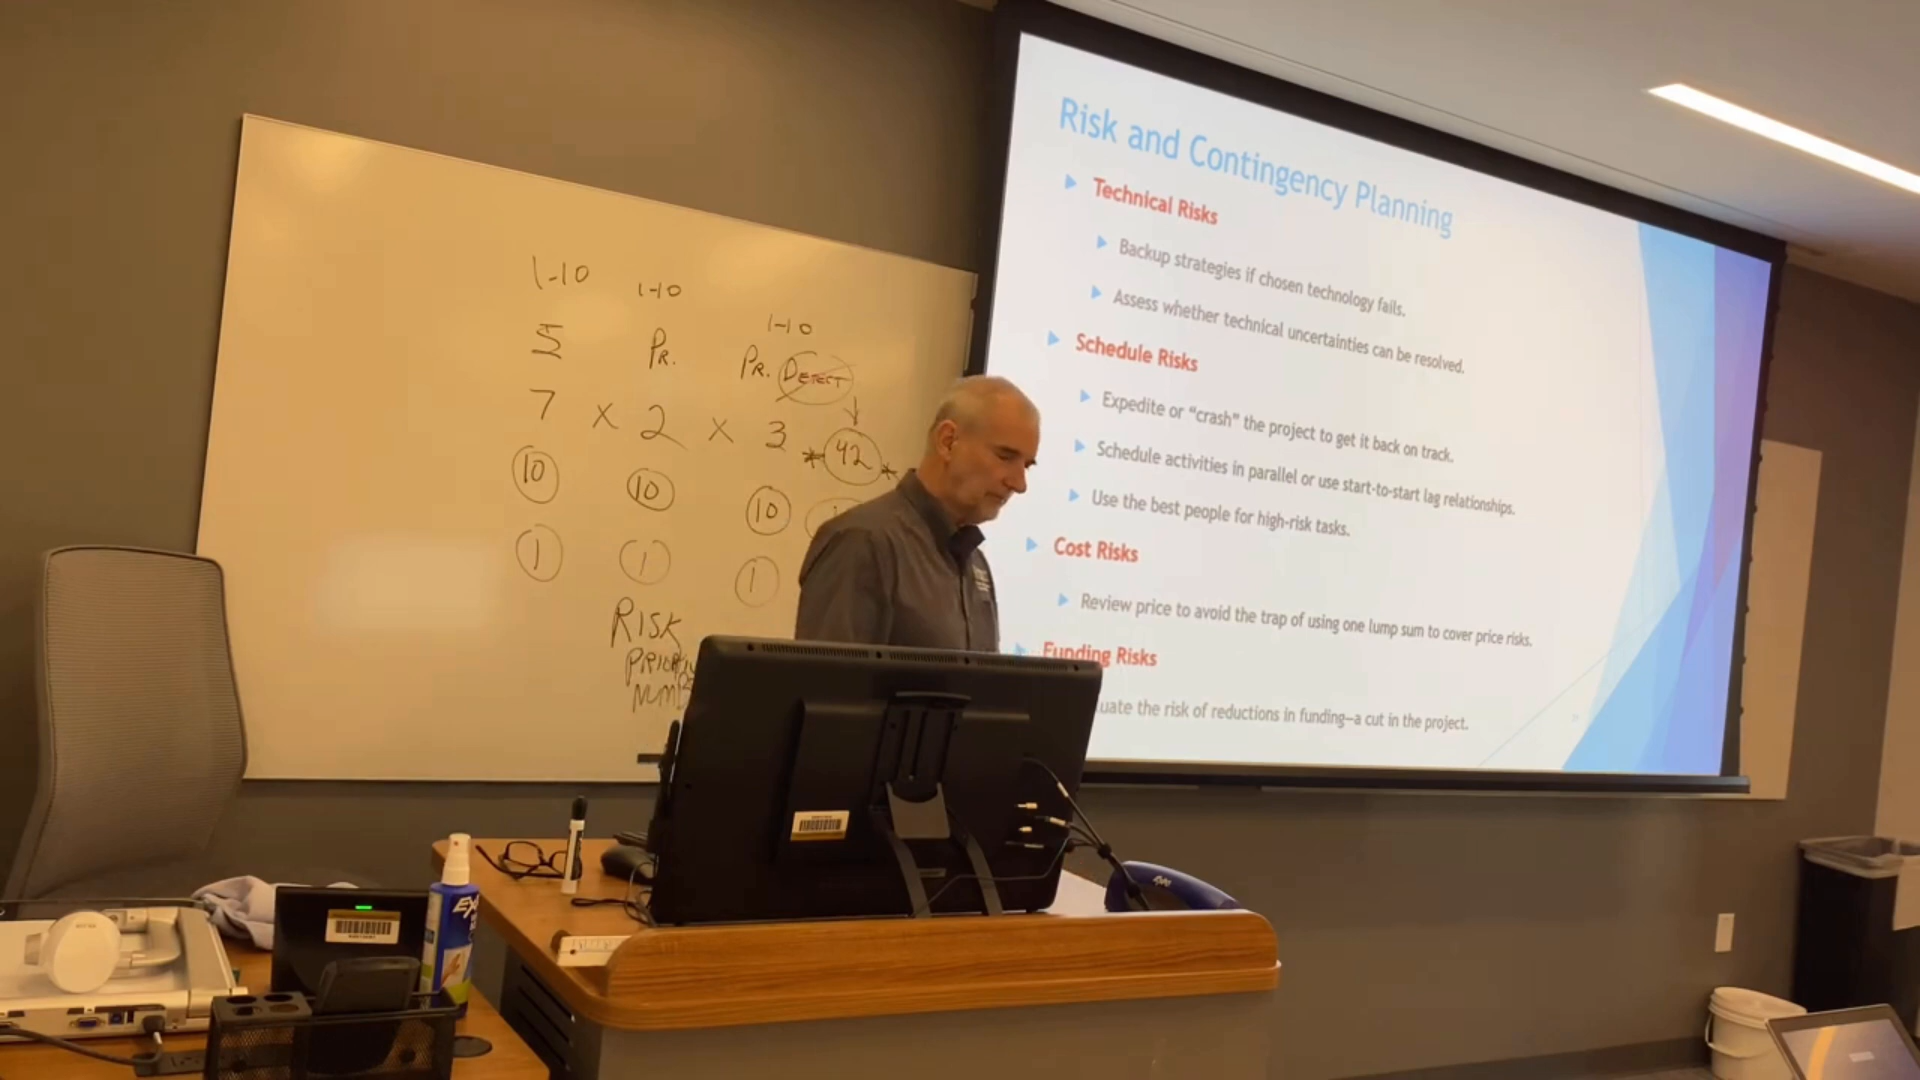 1-10
1-10
1-10
5
PR.
PR. DETECT
7 x 2 x 3 * 42 *
10
10
10
1
1
1
RISK
Risk and Contingency Planning
Technical Risks
Backup strategies if chosen technology fails.
Assess whether technical uncertainties can be resolved.
Schedule Risks
Expedite or “crash” the project to get it back on track.
Schedule activities in parallel or use start-to-start lag relationships.
Use the best people for high-risk tasks.
Cost Risks
Review price to avoid the trap of using one lump sum to cover price risks.
Funding Risks
the risk of reductions in funding—a cut in the project.